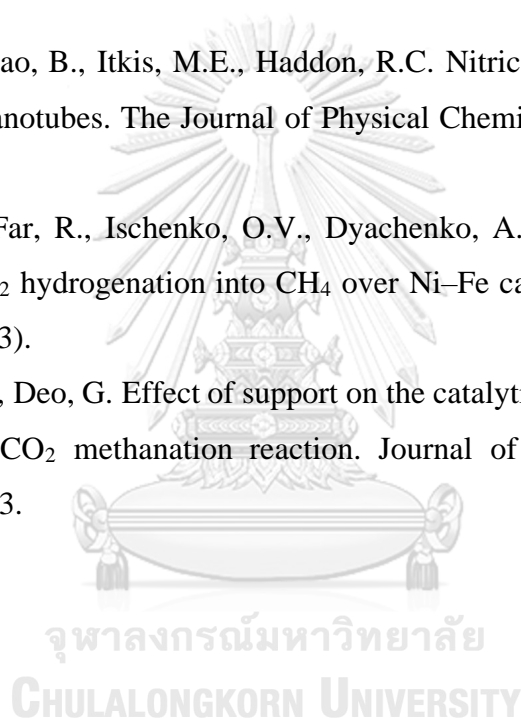 ao, B., Itkis, M.E., Haddon, R.C. Nitric
anotubes. The Journal of Physical Chemi
Far, R., Ischenko, O.V., Dyachenko, A.
₂ hydrogenation into CH₄ over Ni–Fe ca
3).
, Deo, G. Effect of support on the catalyti
CO₂ methanation reaction. Journal of
3.
จุฬาลงกรณ์มหาวิทยาลัย
CHULALONGKORN UNIVERSITY